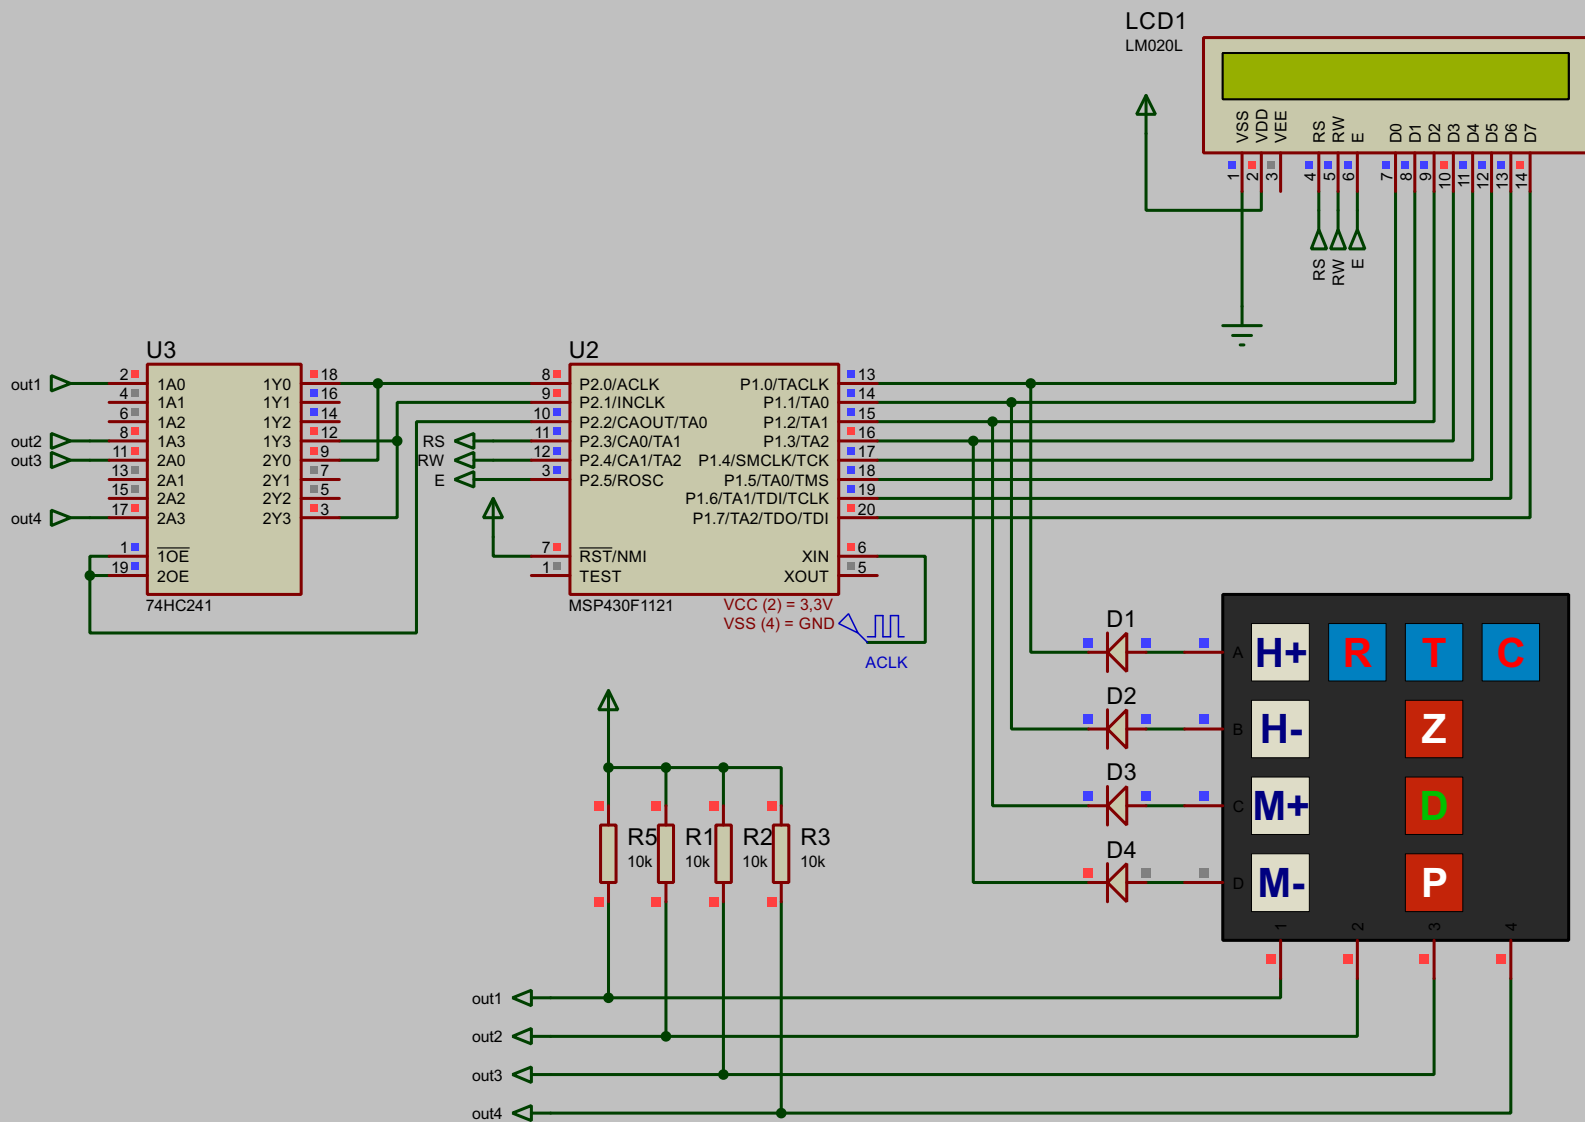 LCD1
LM020L
VSS
VDD
VEE
RS
RW
E
D0
D1
D2
D3
D4
D5
D6
D7
1
2
3
4
5
6
7
8
9
10
11
12
13
14
RS
RW
E
U3
out1
out2
out3
out4
2 1A0 1Y0 18
4 1A1 1Y1 16
6 1A2 1Y2 14
8 1A3 1Y3 12
11 2A0 2Y0 9
13 2A1 2Y1 7
15 2A2 2Y2 5
17 2A3 2Y3 3
1 1OE
19 2OE
74HC241
U2
RS
RW
E
8 P2.0/ACLK P1.0/TACLK 13
9 P2.1/INCLK P1.1/TA0 14
10 P2.2/CAOUT/TA0 P1.2/TA1 15
11 P2.3/CA0/TA1 P1.3/TA2 16
12 P2.4/CA1/TA2 P1.4/SMCLK/TCK 17
3 P2.5/ROSC P1.5/TA0/TMS 18
P1.6/TA1/TDI/TCLK 19
P1.7/TA2/TDO/TDI 20
7 RST/NMI XIN 6
1 TEST XOUT 5
MSP430F1121
VCC (2) = 3,3V
VSS (4) = GND
ACLK
D1
D2
D3
D4
A H+ R T C
B H- Z
C M+ D
D M- P
1 2 3 4
R5
10k
R1
10k
R2
10k
R3
10k
out1
out2
out3
out4